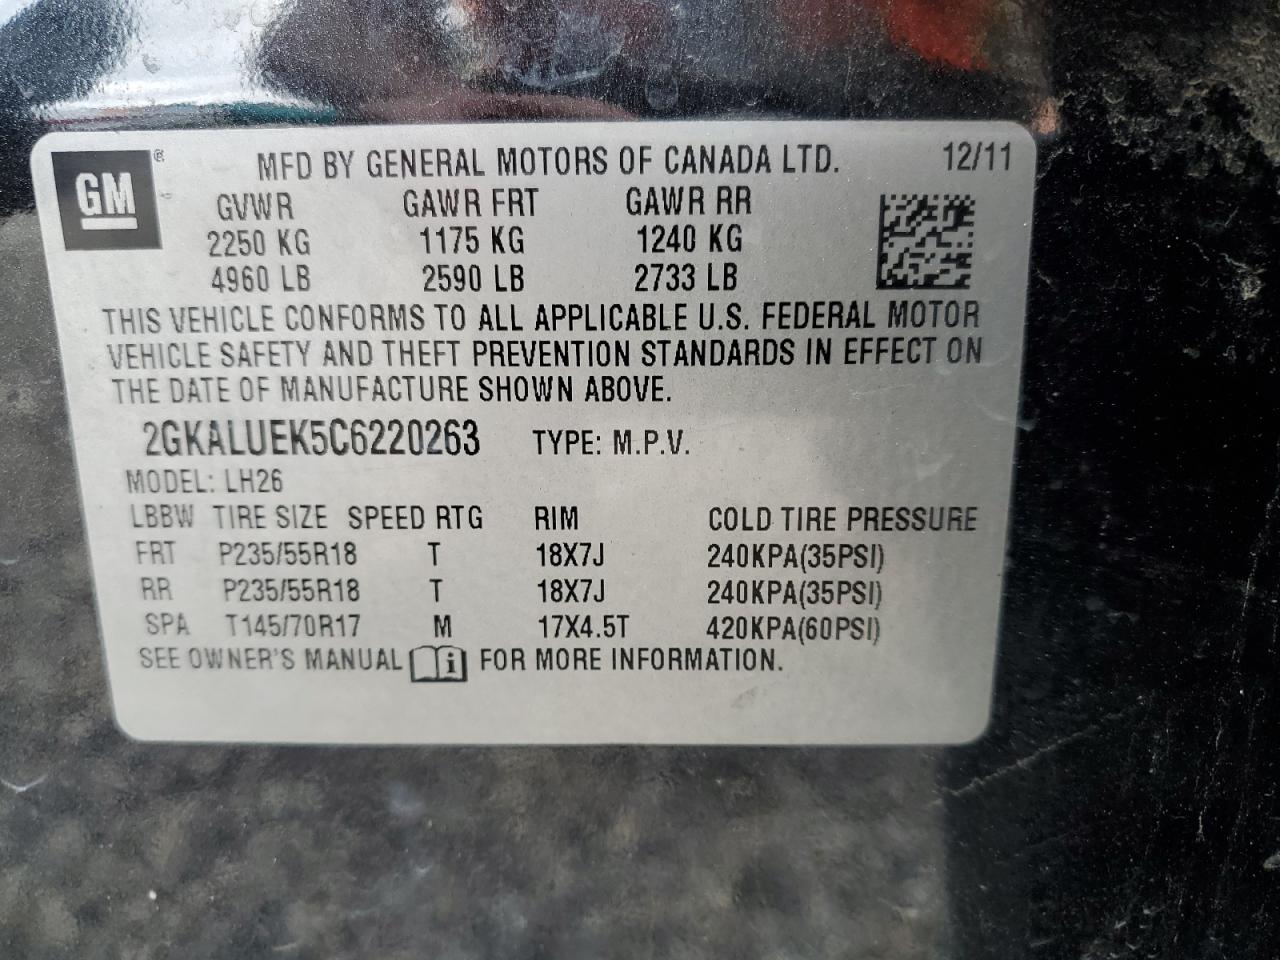 GM ® MFD BY GENERAL MOTORS OF CANADA LTD. 12/11
GVWR GAWR FRT GAWR RR
2250 KG 1175 KG 1240 KG
4960 LB 2590 LB 2733 LB
THIS VEHICLE CONFORMS TO ALL APPLICABLE U.S. FEDERAL MOTOR
VEHICLE SAFETY AND THEFT PREVENTION STANDARDS IN EFFECT ON
THE DATE OF MANUFACTURE SHOWN ABOVE.
2GKALUEK5C6220263 TYPE: M.P.V.
MODEL: LH26
LBBW TIRE SIZE SPEED RTG RIM COLD TIRE PRESSURE
FRT P235/55R18 T 18X7J 240KPA(35PSI)
RR P235/55R18 T 18X7J 240KPA(35PSI)
SPA T145/70R17 M 17X4.5T 420KPA(60PSI)
SEE OWNER'S MANUAL i FOR MORE INFORMATION.